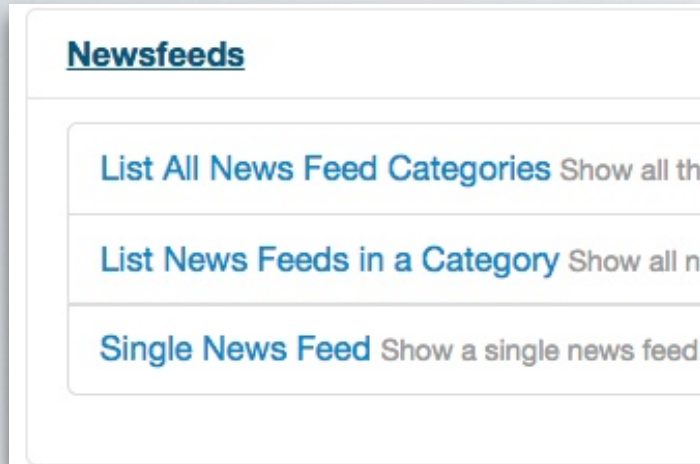 Newsfeeds
List All News Feed Categories Show all th
List News Feeds in a Category Show all n
Single News Feed Show a single news feed